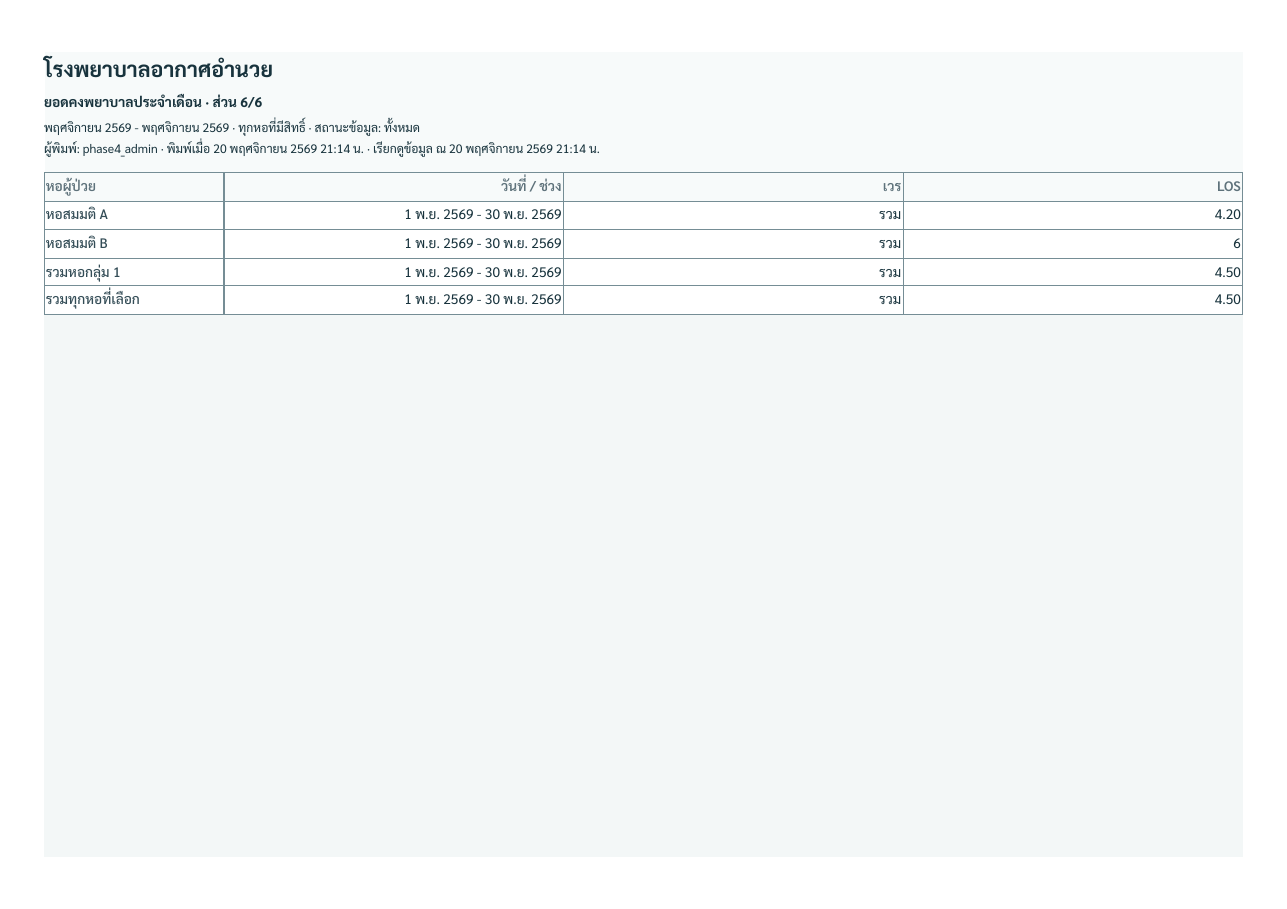 โรงพยาบาลอากาศอำนวย
ยอดคงพยาบาลประจำเดือน · ส่วน 6/6
พฤศจิกายน 2569 - พฤศจิกายน 2569 · ทุกหอที่มีสิทธิ์ · สถานะข้อมูล: ทั้งหมด
ผู้พิมพ์: phase4_admin · พิมพ์เมื่อ 20 พฤศจิกายน 2569 21:14 น. · เรียกดูข้อมูล ณ 20 พฤศจิกายน 2569 21:14 น.
หอผู้ป่วย วันที่ / ช่วง เวร LOS
หอสมมติ A 1 พ.ย. 2569 - 30 พ.ย. 2569 รวม 4.20
หอสมมติ B 1 พ.ย. 2569 - 30 พ.ย. 2569 รวม 6
รวมหอกลุ่ม 1 1 พ.ย. 2569 - 30 พ.ย. 2569 รวม 4.50
รวมทุกหอที่เลือก 1 พ.ย. 2569 - 30 พ.ย. 2569 รวม 4.50